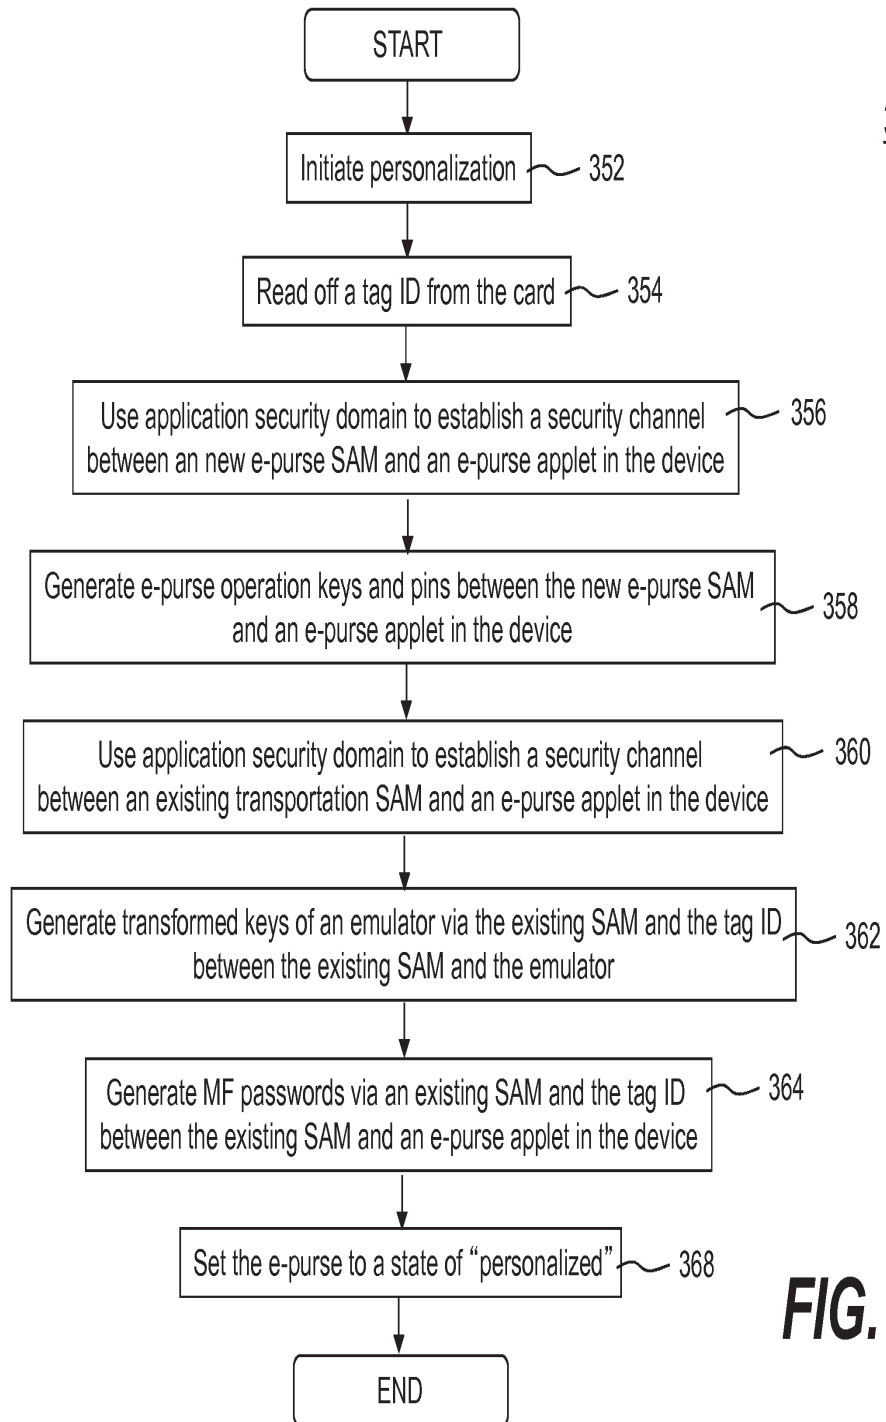 START
Initiate personalization
352
Read off a tag ID from the card
354
Use application security domain to establish a security channel
between an new e-purse SAM and an e-purse applet in the device
356
Generate e-purse operation keys and pins between the new e-purse SAM
and an e-purse applet in the device
358
Use application security domain to establish a security channel
between an existing transportation SAM and an e-purse applet in the device
360
Generate transformed keys of an emulator via the existing SAM and the tag ID
between the existing SAM and the emulator
362
Generate MF passwords via an existing SAM and the tag ID
between the existing SAM and an e-purse applet in the device
364
Set the e-purse to a state of “personalized”
368
FIG.
END